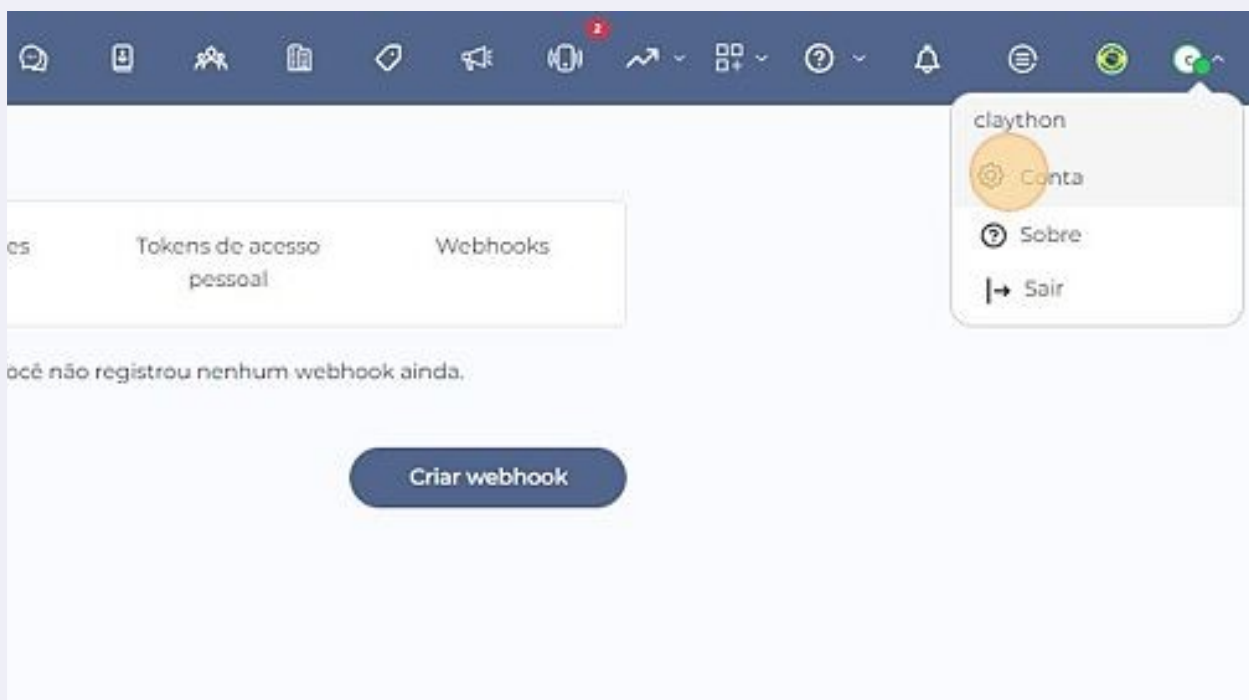 2
claython
Conta
Sobre
Sair
es
Tokens de acesso
pessoal
Webhooks
ocê não registrou nenhum webhook ainda.
Criar webhook